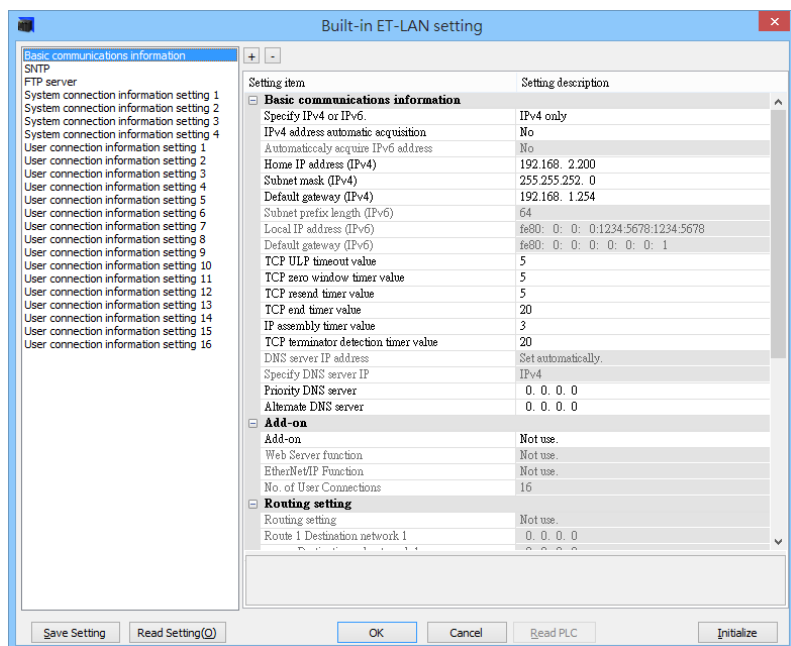 Built-in ET-LAN setting
Basic communications information
SNTP
FTP server
System connection information setting 1
System connection information setting 2
System connection information setting 3
System connection information setting 4
User connection information setting 1
User connection information setting 2
User connection information setting 3
User connection information setting 4
User connection information setting 5
User connection information setting 6
User connection information setting 7
User connection information setting 8
User connection information setting 9
User connection information setting 10
User connection information setting 11
User connection information setting 12
User connection information setting 13
User connection information setting 14
User connection information setting 15
User connection information setting 16
+ -
Setting item Setting description
Basic communications information
Specify IPv4 or IPv6. IPv4 only
IPv4 address automatic acquisition No
Automaticcaly acquire IPv6 address No
Home IP address (IPv4) 192.168. 2.200
Subnet mask (IPv4) 255.255.252. 0
Default gateway (IPv4) 192.168. 1.254
Subnet prefix length (IPv6) 64
Local IP address (IPv6) fe80: 0: 0: 0:1234:5678:1234:5678
Default gateway (IPv6) fe80: 0: 0: 0: 0: 0: 0: 1
TCP ULP timeout value 5
TCP zero window timer value 5
TCP resend timer value 5
TCP end timer value 20
IP assembly timer value 3
TCP terminator detection timer value 20
DNS server IP address Set automatically.
Specify DNS server IP IPv4
Priority DNS server 0. 0. 0. 0
Alternate DNS server 0. 0. 0. 0
Add-on
Add-on Not use.
Web Server function Not use.
EtherNet/IP Function Not use.
No. of User Connections 16
Routing setting
Routing setting Not use.
Route 1 Destination network 1 0. 0. 0. 0
Save Setting Read Setting(O) OK Cancel Read PLC Initialize